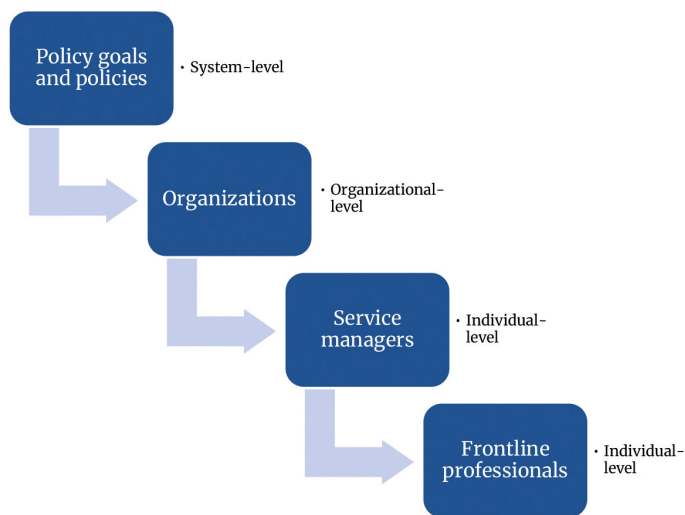 Policy goals
and policies
• System-level
Organizations
• Organizational-
level
Service
managers
• Individual-
level
Frontline
professionals
• Individual-
level